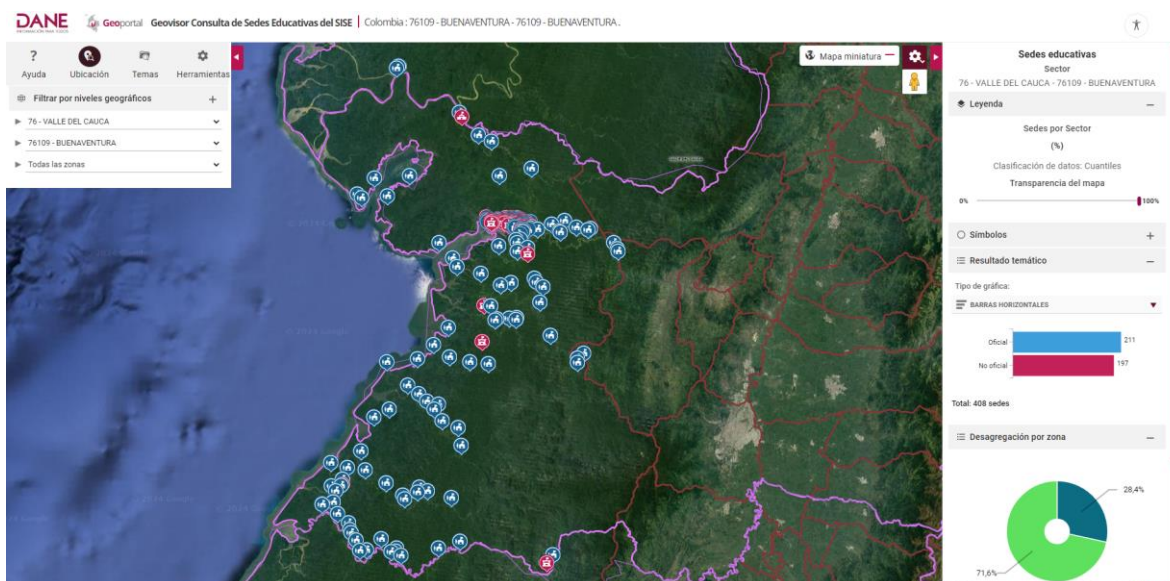 DANE
INFORMACIÓN PARA TODOS
Geoportal
Geovisor Consulta de Sedes Educativas del SISE
Colombia : 76109 - BUENAVENTURA - 76109 - BUENAVENTURA .
?
Ayuda
Ubicación
Temas
Herramientas
Filtrar por niveles geográficos +
76 - VALLE DEL CAUCA
76109 - BUENAVENTURA
Todas las zonas
Mapa miniatura
Sedes educativas
Sector
76 - VALLE DEL CAUCA - 76109 - BUENAVENTURA
Leyenda
Sedes por Sector
(%)
Clasificación de datos: Cuantiles
Transparencia del mapa
0% 100%
Símbolos +
Resultado temático
Tipo de gráfica:
BARRAS HORIZONTALES
Oficial 211
No oficial 197
Total: 408 sedes
Desagregación por zona
28,4%
71,6%